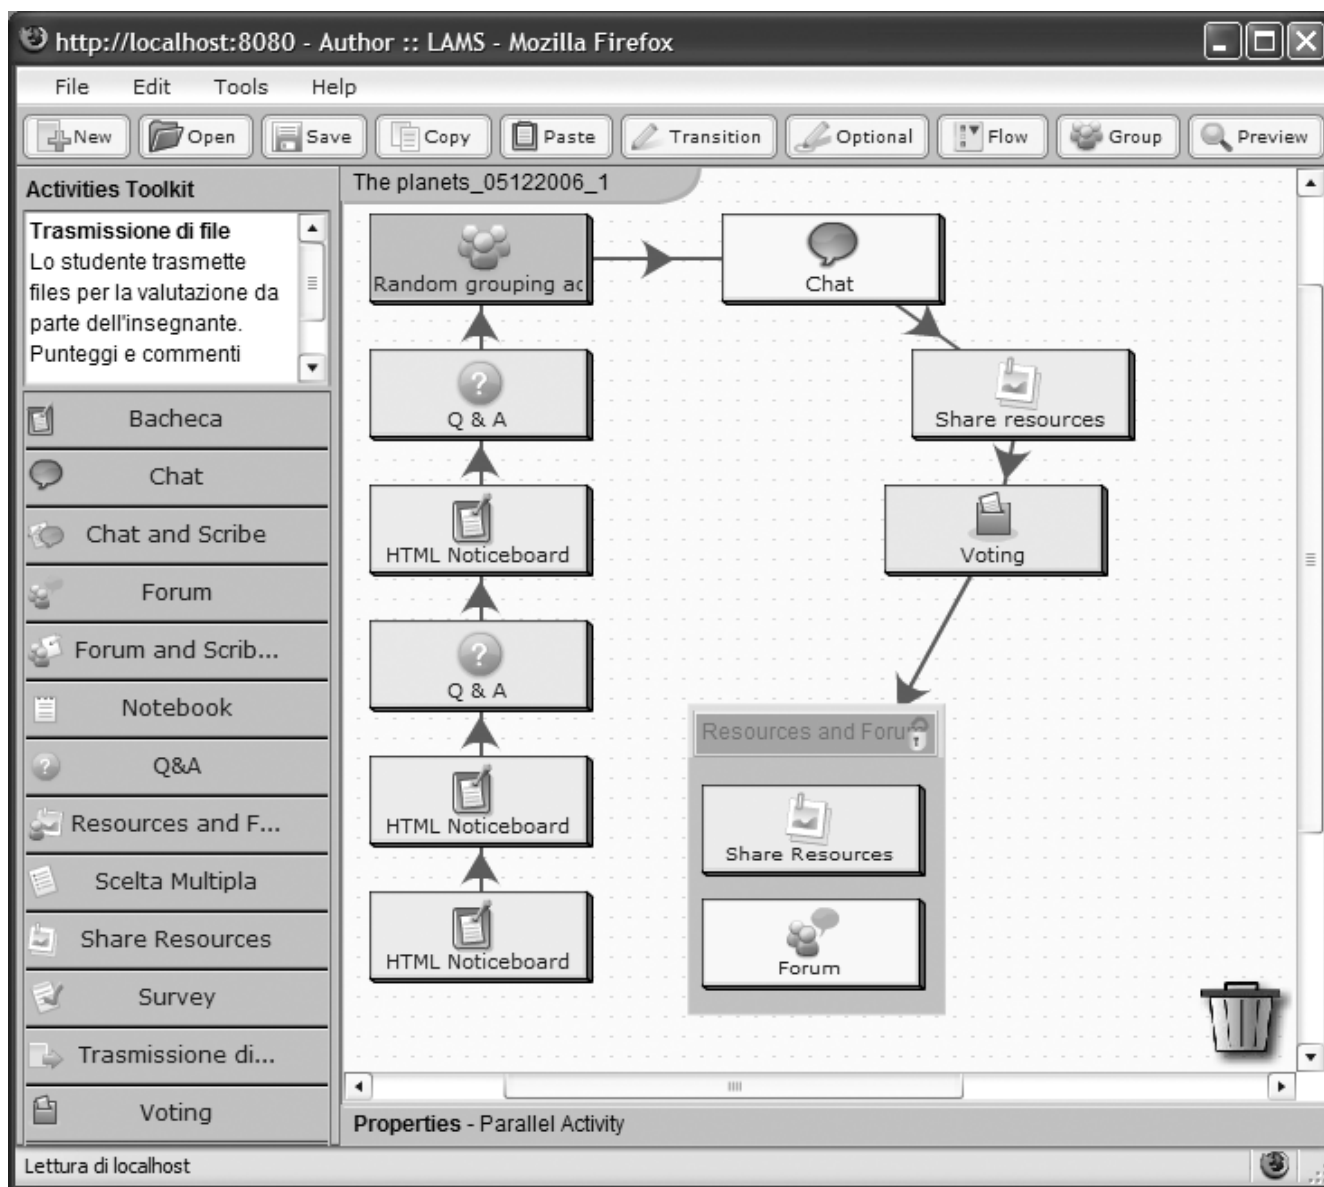 http://localhost:8080 - Author :: LAMS - Mozilla Firefox
File Edit Tools Help
New Open Save Copy Paste Transition Optional Flow Group Preview
Activities Toolkit
Trasmissione di file
Lo studente trasmette
files per la valutazione da
parte dell'insegnante.
Punteggi e commenti
Bacheca
Chat
Chat and Scribe
Forum
Forum and Scrib...
Notebook
Q&A
Resources and F...
Scelta Multipla
Share Resources
Survey
Trasmissione di...
Voting
The planets_05122006_1
Random grouping ac
Chat
Q & A
Share resources
HTML Noticeboard
Voting
Q & A
Resources and Foru
HTML Noticeboard
Share Resources
HTML Noticeboard
Forum
Properties - Parallel Activity
Lettura di localhost